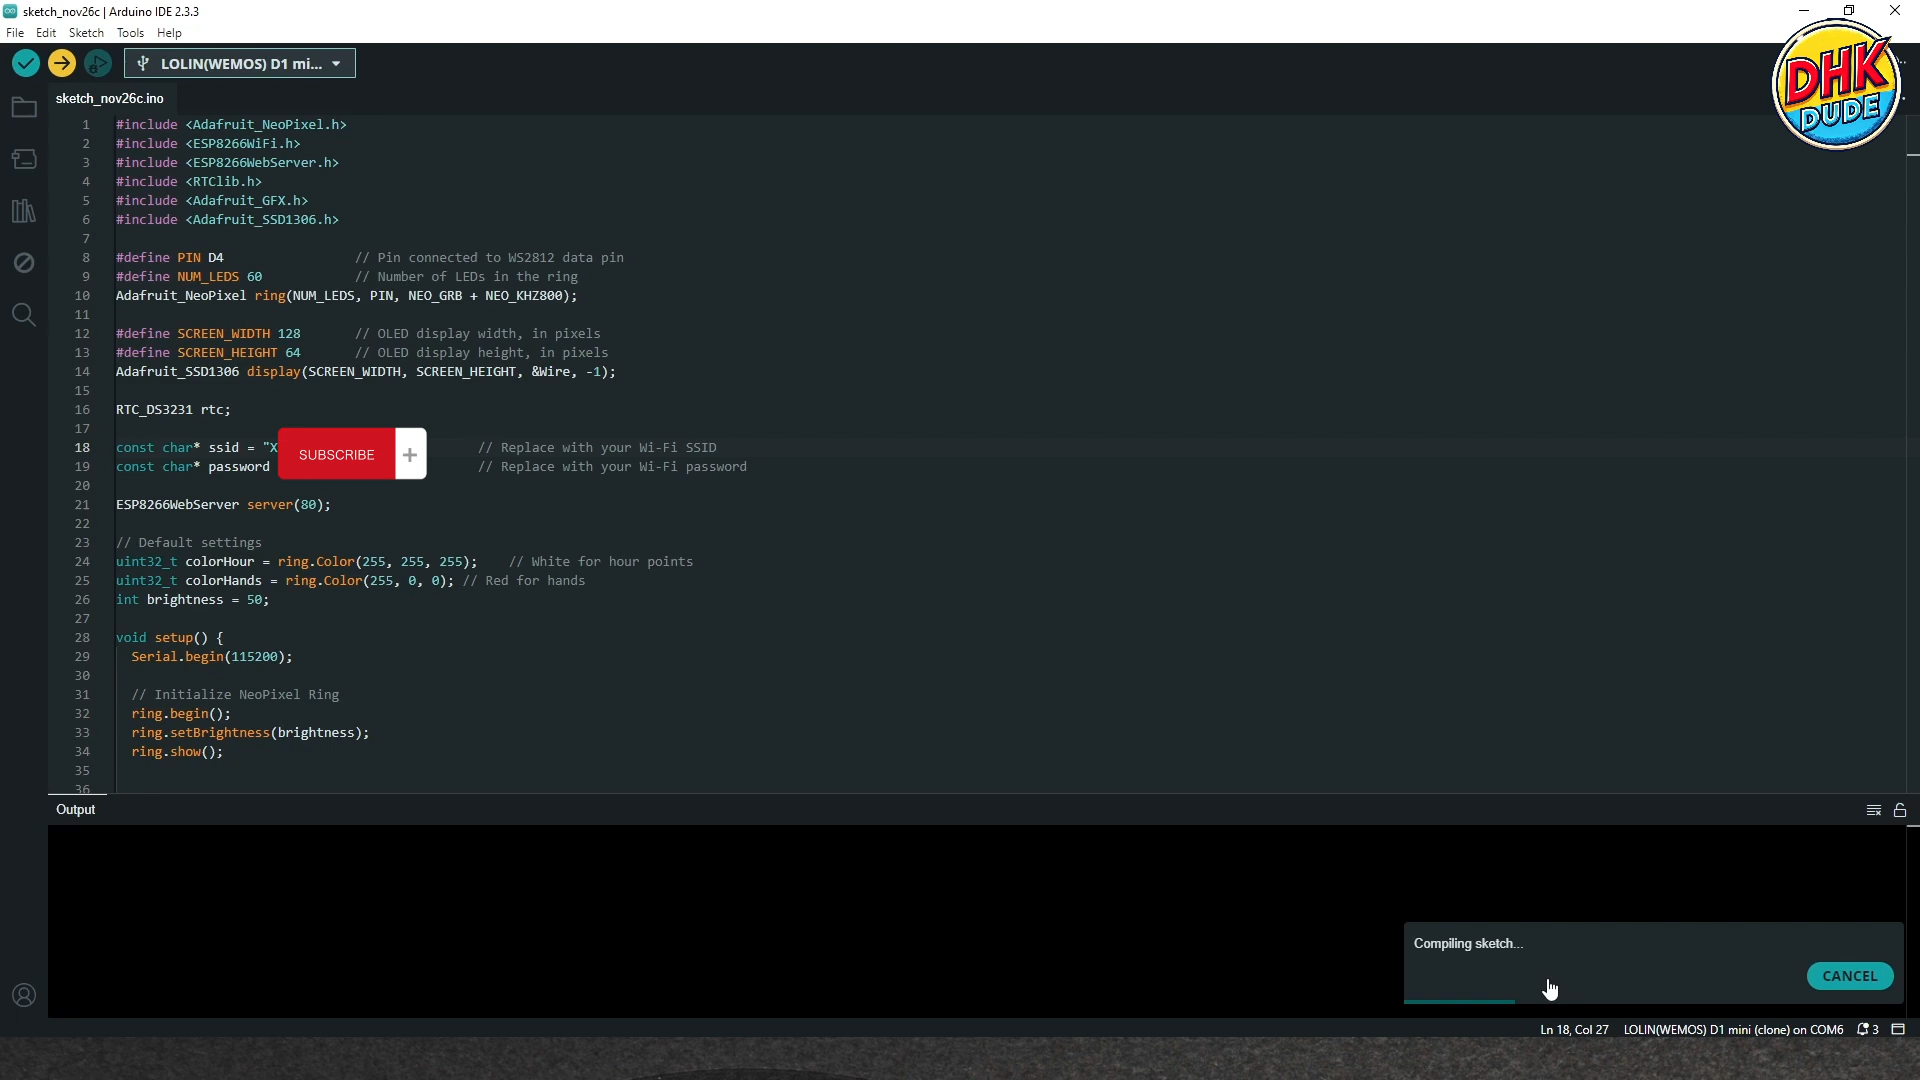 sketch_nov26c | Arduino IDE 2.3.3
File Edit Sketch Tools Help
LOLIN(WEMOS) D1 mi...
DHK
DUDE
sketch_nov26c.ino
1 #include <Adafruit_NeoPixel.h>
2 #include <ESP8266WiFi.h>
3 #include <ESP8266WebServer.h>
4 #include <RTClib.h>
5 #include <Adafruit_GFX.h>
6 #include <Adafruit_SSD1306.h>
7
8 #define PIN D4 // Pin connected to WS2812 data pin
9 #define NUM_LEDS 60 // Number of LEDs in the ring
10 Adafruit_NeoPixel ring(NUM_LEDS, PIN, NEO_GRB + NEO_KHZ800);
11
12 #define SCREEN_WIDTH 128 // OLED display width, in pixels
13 #define SCREEN_HEIGHT 64 // OLED display height, in pixels
14 Adafruit_SSD1306 display(SCREEN_WIDTH, SCREEN_HEIGHT, &Wire, -1);
15
16 RTC_DS3231 rtc;
17
18 const char* ssid = "X // Replace with your Wi-Fi SSID
19 const char* password // Replace with your Wi-Fi password
SUBSCRIBE +
20
21 ESP8266WebServer server(80);
22
23 // Default settings
24 uint32_t colorHour = ring.Color(255, 255, 255); // White for hour points
25 uint32_t colorHands = ring.Color(255, 0, 0); // Red for hands
26 int brightness = 50;
27
28 void setup() {
29 Serial.begin(115200);
30
31 // Initialize NeoPixel Ring
32 ring.begin();
33 ring.setBrightness(brightness);
34 ring.show();
35
36
Output
Compiling sketch...
CANCEL
Ln 18, Col 27 LOLIN(WEMOS) D1 mini (clone) on COM6 3